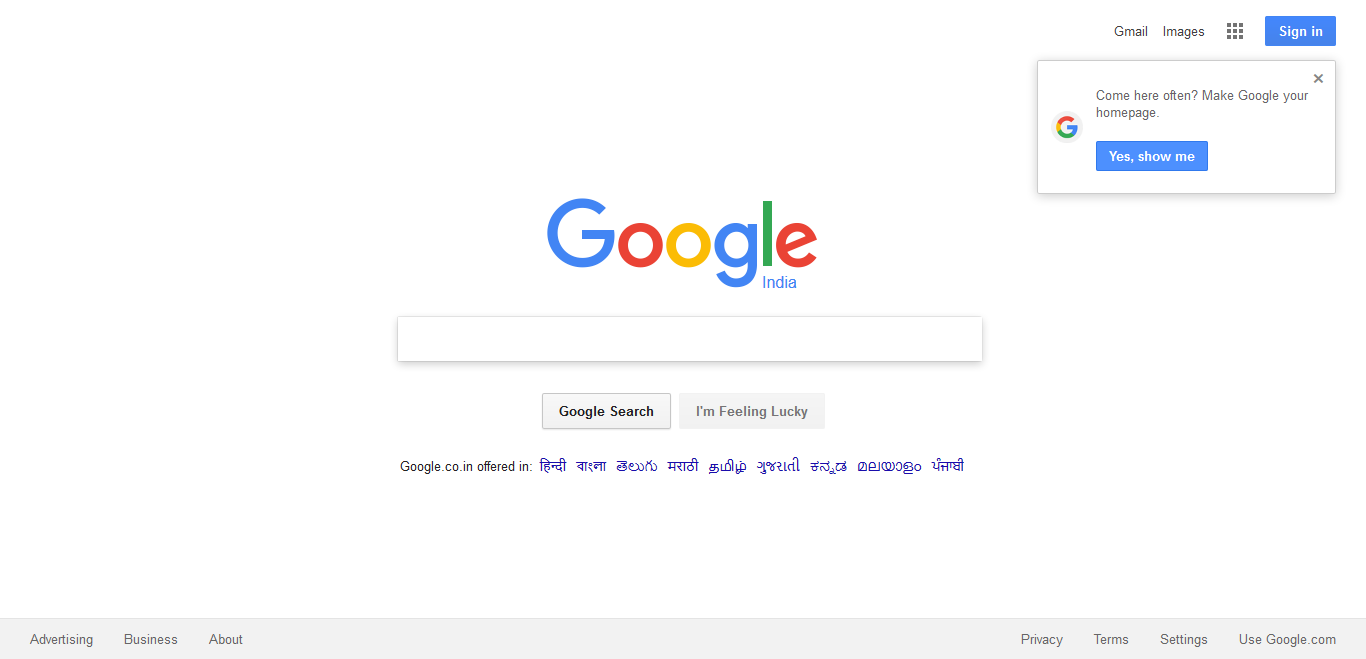 Gmail Images Sign in
Come here often? Make Google your
homepage.
Yes, show me
Google
India
Google Search I'm Feeling Lucky
Google.co.in offered in: हिन्दी বাংলা తెలుగు मराठी தமிழ் ગુજરાતી ಕನ್ನಡ മലയാളം ਪੰਜਾਬੀ
Advertising Business About Privacy Terms Settings Use Google.com